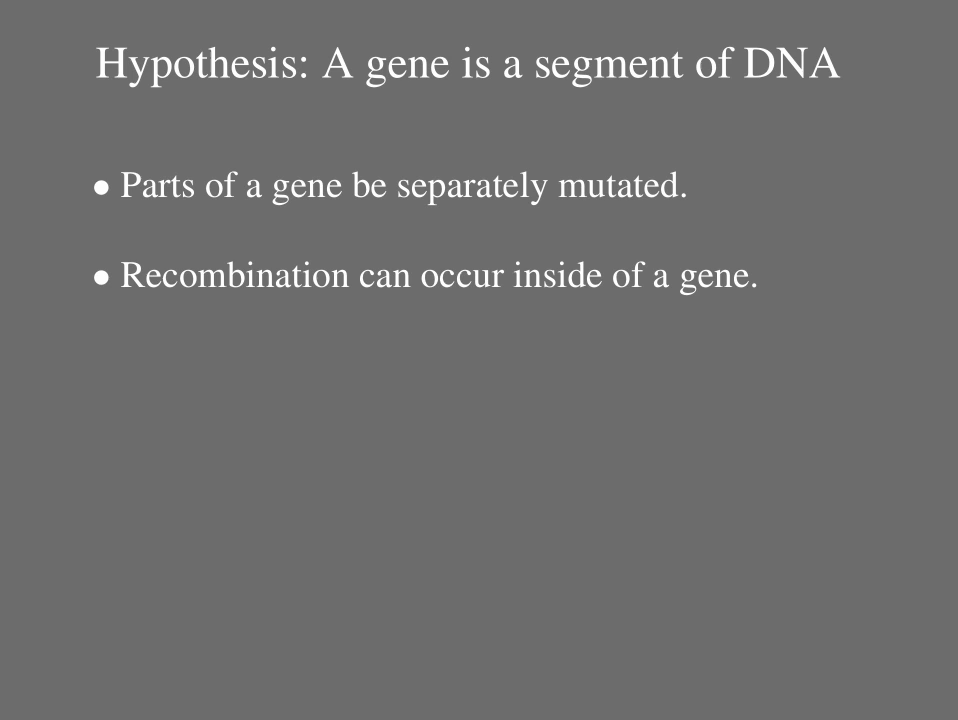 Hypothesis: A gene is a segment of DNA
● Parts of a gene be separately mutated.
● Recombination can occur inside of a gene.